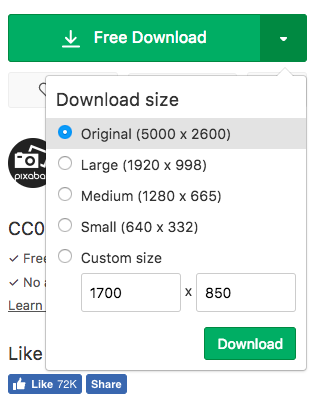 Free Download
Download size
Original (5000 x 2600)
Large (1920 x 998)
Medium (1280 x 665)
Small (640 x 332)
Custom size
1700 x 850
Download
pixaba
CC0
✓ Free
✓ No a
Learn
Like
Like 72K Share